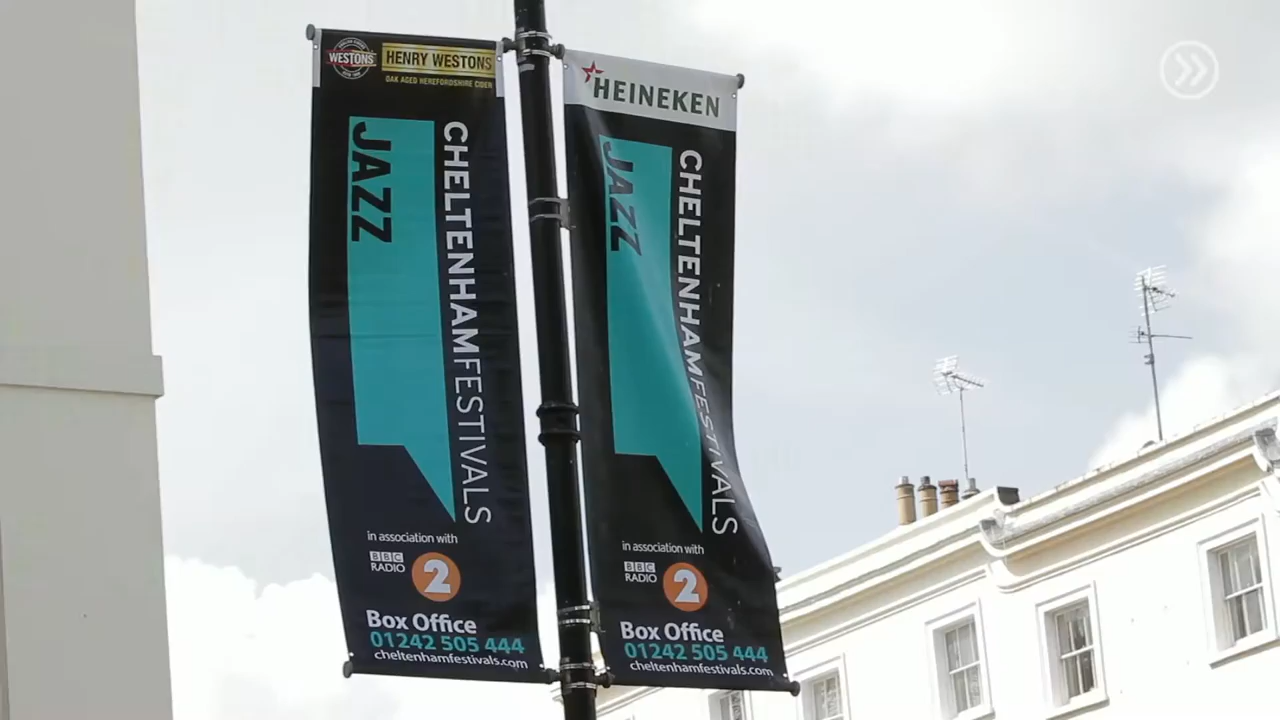 WESTONS
HENRY WESTONS
OAK AGED HEREFORDSHIRE CIDER
JAZZ
CHELTENHAMFESTIVALS
in association with
BBC
RADIO
2
Box Office
01242 505 444
cheltenhamfestivals.com
HEINEKEN
JAZZ
CHELTENHAMFESTIVALS
in association with
BBC
RADIO
2
Box Office
01242 505 444
cheltenhamfestivals.com